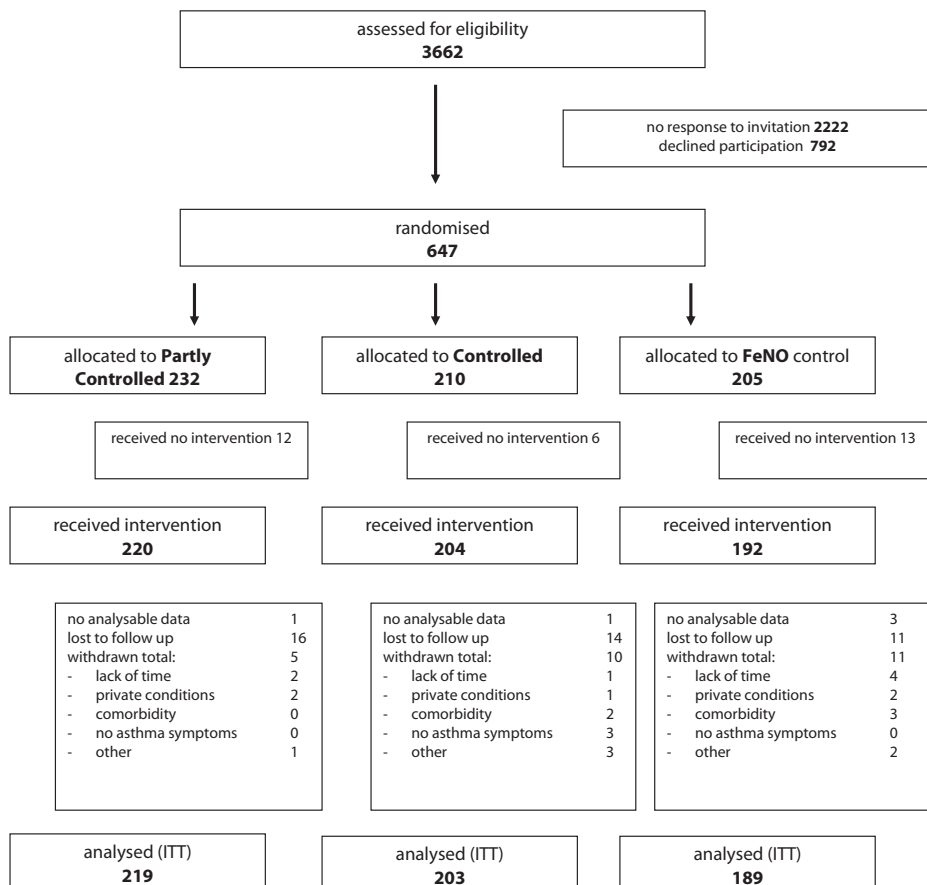 assessed for eligibility
3662
no response to invitation 2222
declined participation 792
randomised
647
allocated to Partly
Controlled 232
allocated to Controlled
210
allocated to FeNO control
205
received no intervention 12
received no intervention 6
received no intervention 13
received intervention
220
received intervention
204
received intervention
192
no analysable data 1
lost to follow up 16
withdrawn total: 5
- lack of time 2
- private conditions 2
- comorbidity 0
- no asthma symptoms 0
- other 1
no analysable data 1
lost to follow up 14
withdrawn total: 10
- lack of time 1
- private conditions 1
- comorbidity 2
- no asthma symptoms 3
- other 3
no analysable data 3
lost to follow up 11
withdrawn total: 11
- lack of time 4
- private conditions 2
- comorbidity 3
- no asthma symptoms 0
- other 2
analysed (ITT)
219
analysed (ITT)
203
analysed (ITT)
189